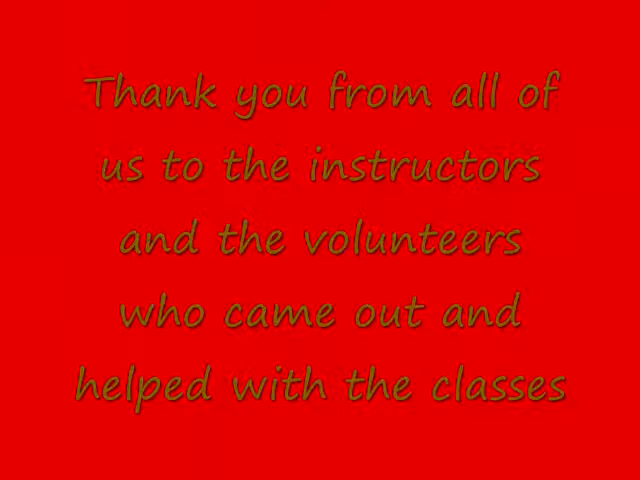 Thank you from all of
us to the instructors
and the volunteers
who came out and
helped with the classes